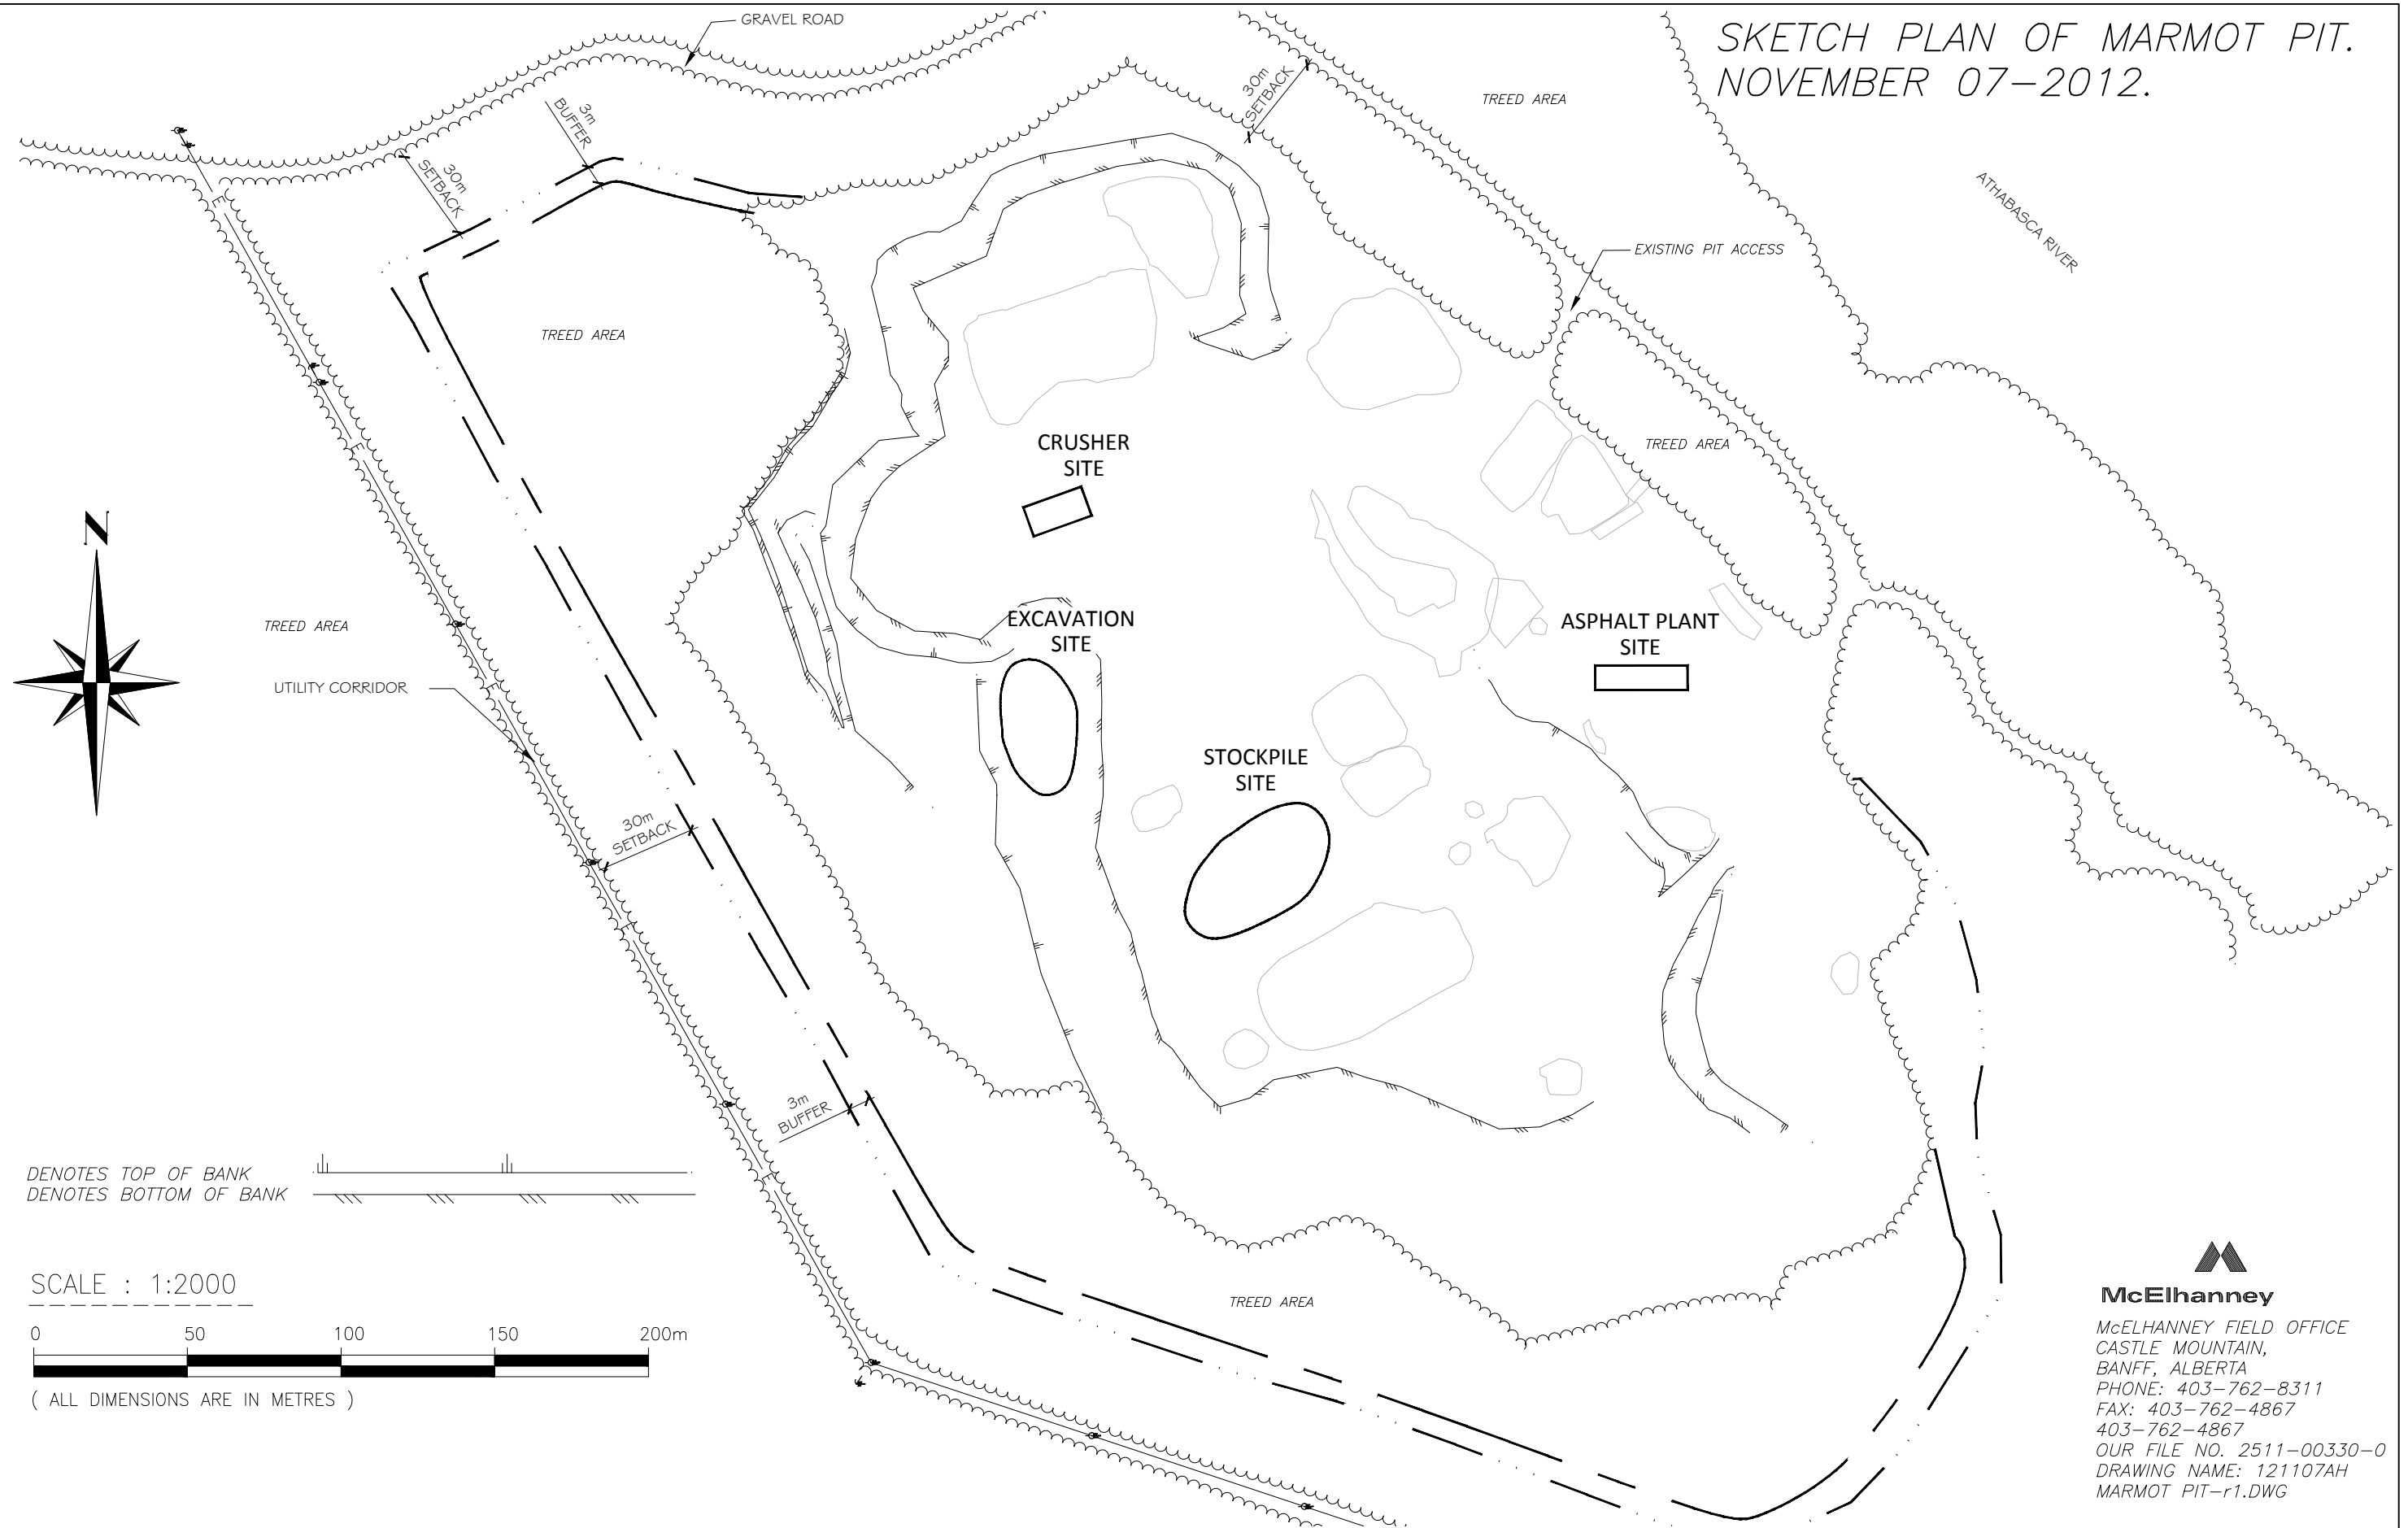 GRAVEL ROAD
SKETCH PLAN OF MARMOT PIT.
NOVEMBER 07-2012.
30m
SETBACK
TREED AREA
3m
BUFFER
30m
SETBACK
ATHABASCA RIVER
E
EXISTING PIT ACCESS
TREED AREA
CRUSHER
SITE
TREED AREA
E
N
EXCAVATION
SITE
ASPHALT PLANT
SITE
TREED AREA
UTILITY CORRIDOR
E
STOCKPILE
SITE
30m
SETBACK
E
3m
BUFFER
E
DENOTES TOP OF BANK
DENOTES BOTTOM OF BANK
SCALE : 1:2000
0 50 100 150 200m
( ALL DIMENSIONS ARE IN METRES )
TREED AREA
McElhanney
McELHANNEY FIELD OFFICE
CASTLE MOUNTAIN,
BANFF, ALBERTA
PHONE: 403-762-8311
FAX: 403-762-4867
403-762-4867
OUR FILE NO. 2511-00330-0
DRAWING NAME: 121107AH
MARMOT PIT-r1.DWG